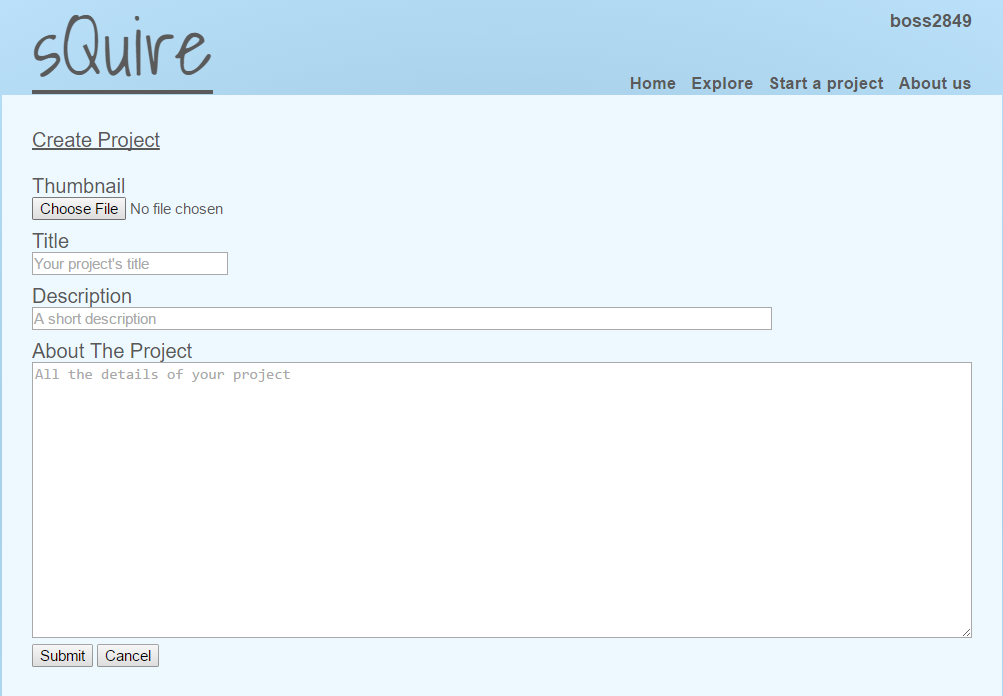 sQuire
boss2849
Home Explore Start a project About us
Create Project
Thumbnail
Choose File No file chosen
Title
Your project's title
Description
A short description
About The Project
All the details of your project
Submit Cancel